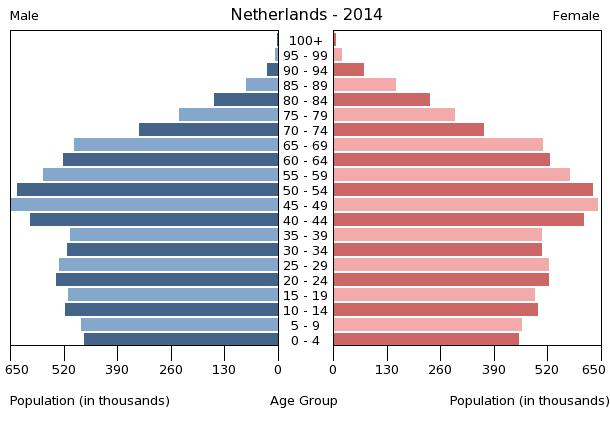 Male Netherlands - 2014 Female
100+
95 - 99
90 - 94
85 - 89
80 - 84
75 - 79
70 - 74
65 - 69
60 - 64
55 - 59
50 - 54
45 - 49
40 - 44
35 - 39
30 - 34
25 - 29
20 - 24
15 - 19
10 - 14
5 - 9
0 - 4
650 520 390 260 130 0 0 130 260 390 520 650
Population (in thousands) Age Group Population (in thousands)